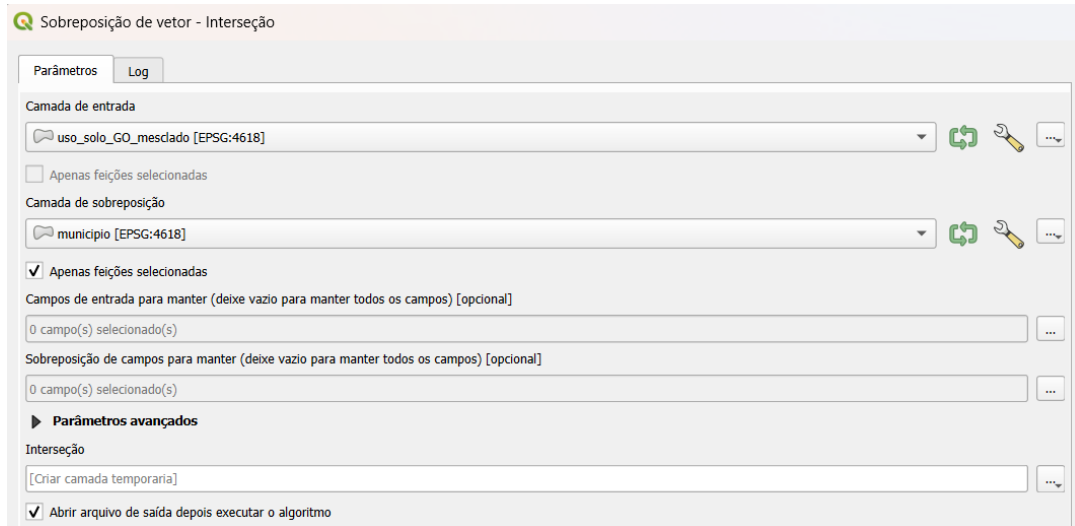 Sobreposição de vetor - Interseção
Parâmetros Log
Camada de entrada
uso_solo_GO_mesclado [EPSG:4618]
...
Apenas feições selecionadas
Camada de sobreposição
municipio [EPSG:4618]
...
Apenas feições selecionadas
Campos de entrada para manter (deixe vazio para manter todos os campos) [opcional]
0 campo(s) selecionado(s)
...
Sobreposição de campos para manter (deixe vazio para manter todos os campos) [opcional]
0 campo(s) selecionado(s)
...
Parâmetros avançados
Interseção
[Criar camada temporaria]
...
Abrir arquivo de saída depois executar o algoritmo